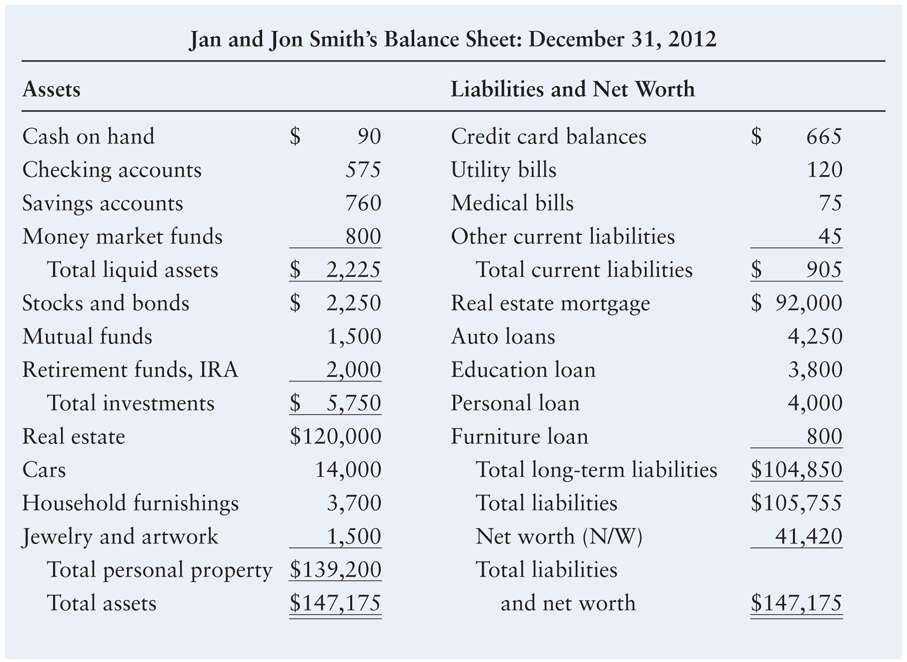 Jan and Jon Smith's Balance Sheet: December 31, 2012
Assets Liabilities and Net Worth
Cash on hand $ 90 Credit card balances $ 665
Checking accounts 575 Utility bills 120
Savings accounts 760 Medical bills 75
Money market funds 800 Other current liabilities 45
Total liquid assets $ 2,225 Total current liabilities $ 905
Stocks and bonds $ 2,250 Real estate mortgage $ 92,000
Mutual funds 1,500 Auto loans 4,250
Retirement funds, IRA 2,000 Education loan 3,800
Total investments $ 5,750 Personal loan 4,000
Real estate $120,000 Furniture loan 800
Cars 14,000 Total long-term liabilities $104,850
Household furnishings 3,700 Total liabilities $105,755
Jewelry and artwork 1,500 Net worth (N/W) 41,420
Total personal property $139,200 Total liabilities
Total assets $147,175 and net worth $147,175